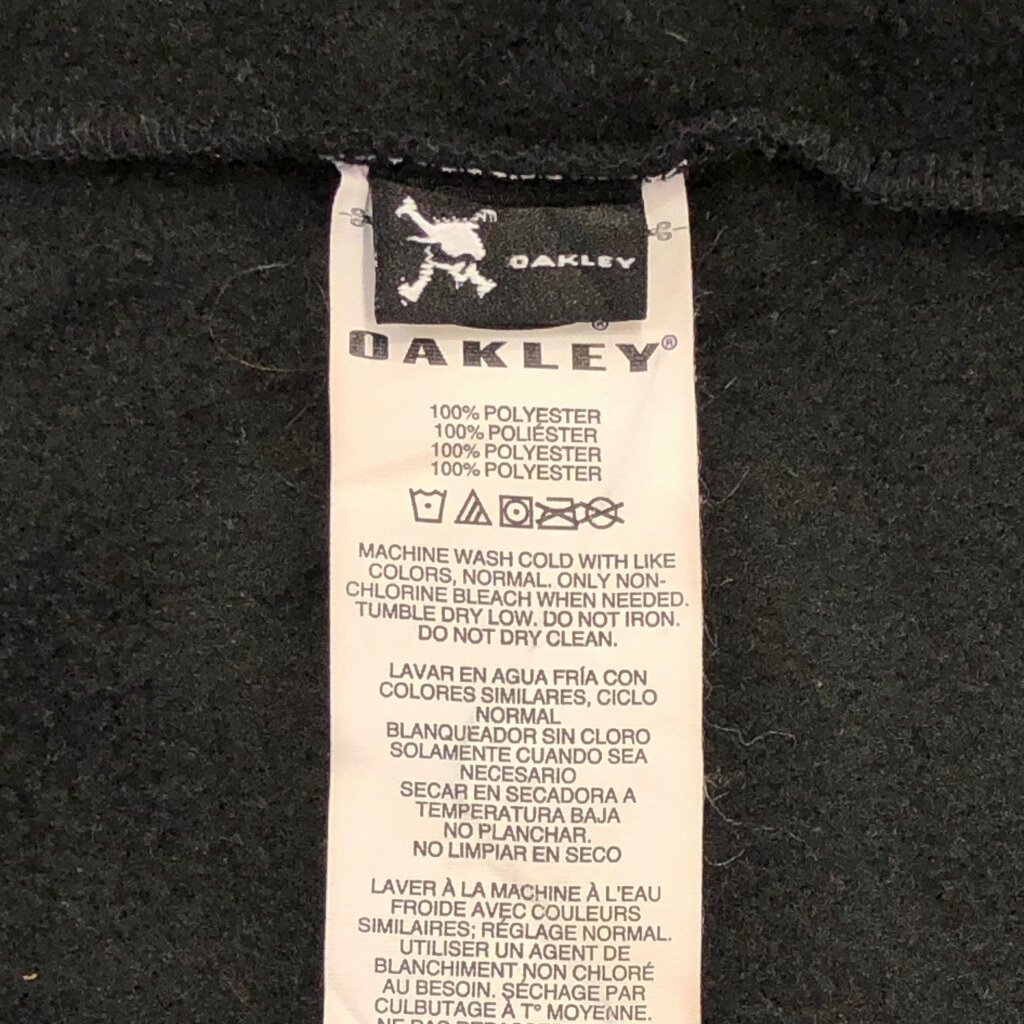 OAKLEY
®
OAKLEY®
100% POLYESTER
100% POLIÉSTER
100% POLYESTER
100% POLYESTER
MACHINE WASH COLD WITH LIKE
COLORS, NORMAL. ONLY NON-
CHLORINE BLEACH WHEN NEEDED.
TUMBLE DRY LOW. DO NOT IRON.
DO NOT DRY CLEAN.
LAVAR EN AGUA FRÍA CON
COLORES SIMILARES, CICLO
NORMAL
BLANQUEADOR SIN CLORO
SOLAMENTE CUANDO SEA
NECESARIO
SECAR EN SECADORA A
TEMPERATURA BAJA
NO PLANCHAR.
NO LIMPIAR EN SECO
LAVER À LA MACHINE À L'EAU
FROIDE AVEC COULEURS
SIMILAIRES; RÉGLAGE NORMAL.
UTILISER UN AGENT DE
BLANCHIMENT NON CHLORÉ
AU BESOIN. SÉCHAGE PAR
CULBUTAGE À T° MOYENNE.
NE PAS